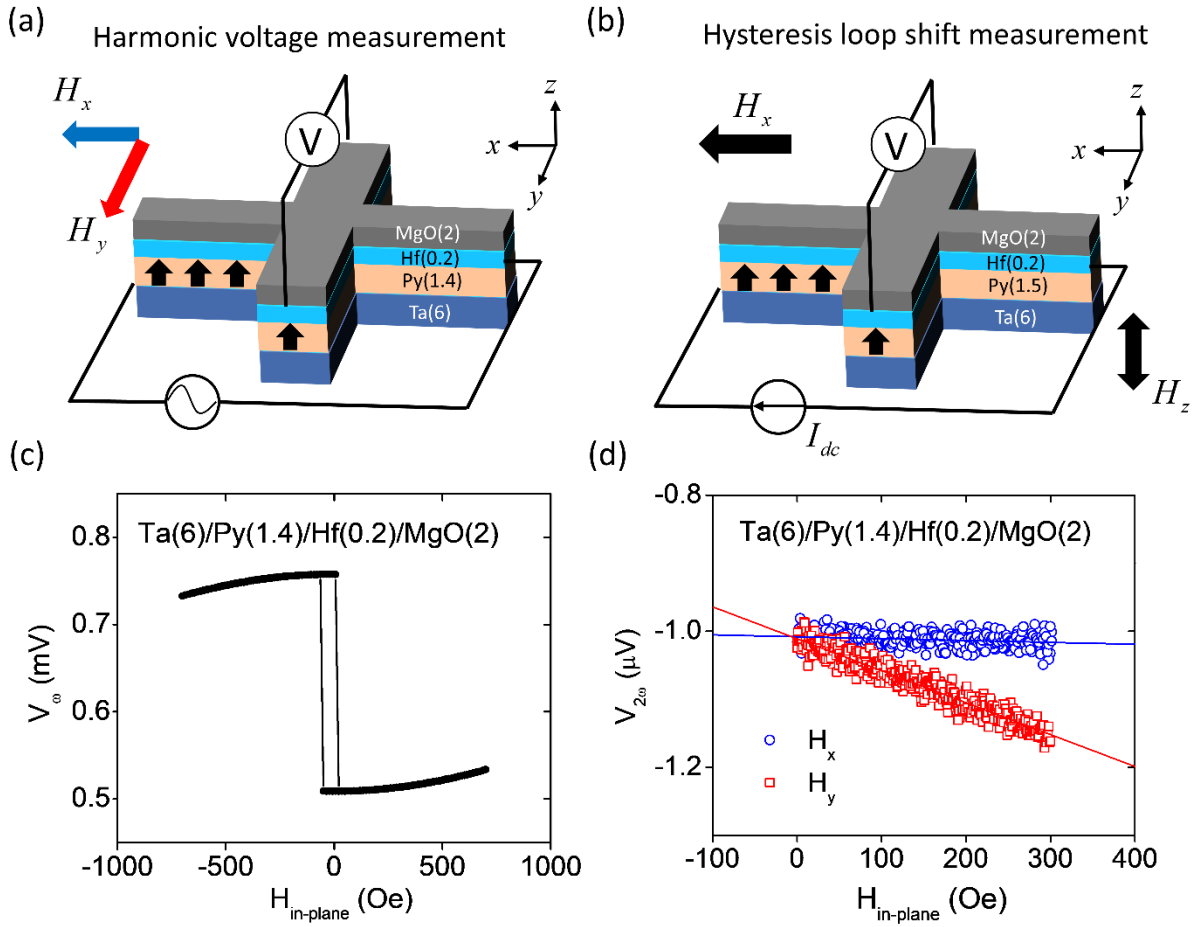 (a)
Harmonic voltage measurement
H_x
H_y
V
z
x
y
MgO(2)
Hf(0.2)
Py(1.4)
Ta(6)
(b)
Hysteresis loop shift measurement
H_x
V
z
x
y
MgO(2)
Hf(0.2)
Py(1.5)
Ta(6)
H_z
I_dc
(c)
Ta(6)/Py(1.4)/Hf(0.2)/MgO(2)
V_ω (mV)
0.8
0.7
0.6
0.5
-1000 -500 0 500 1000
H_in-plane (Oe)
(d)
Ta(6)/Py(1.4)/Hf(0.2)/MgO(2)
V_2ω (μV)
-0.8
-1.0
-1.2
H_x
H_y
-100 0 100 200 300 400
H_in-plane (Oe)